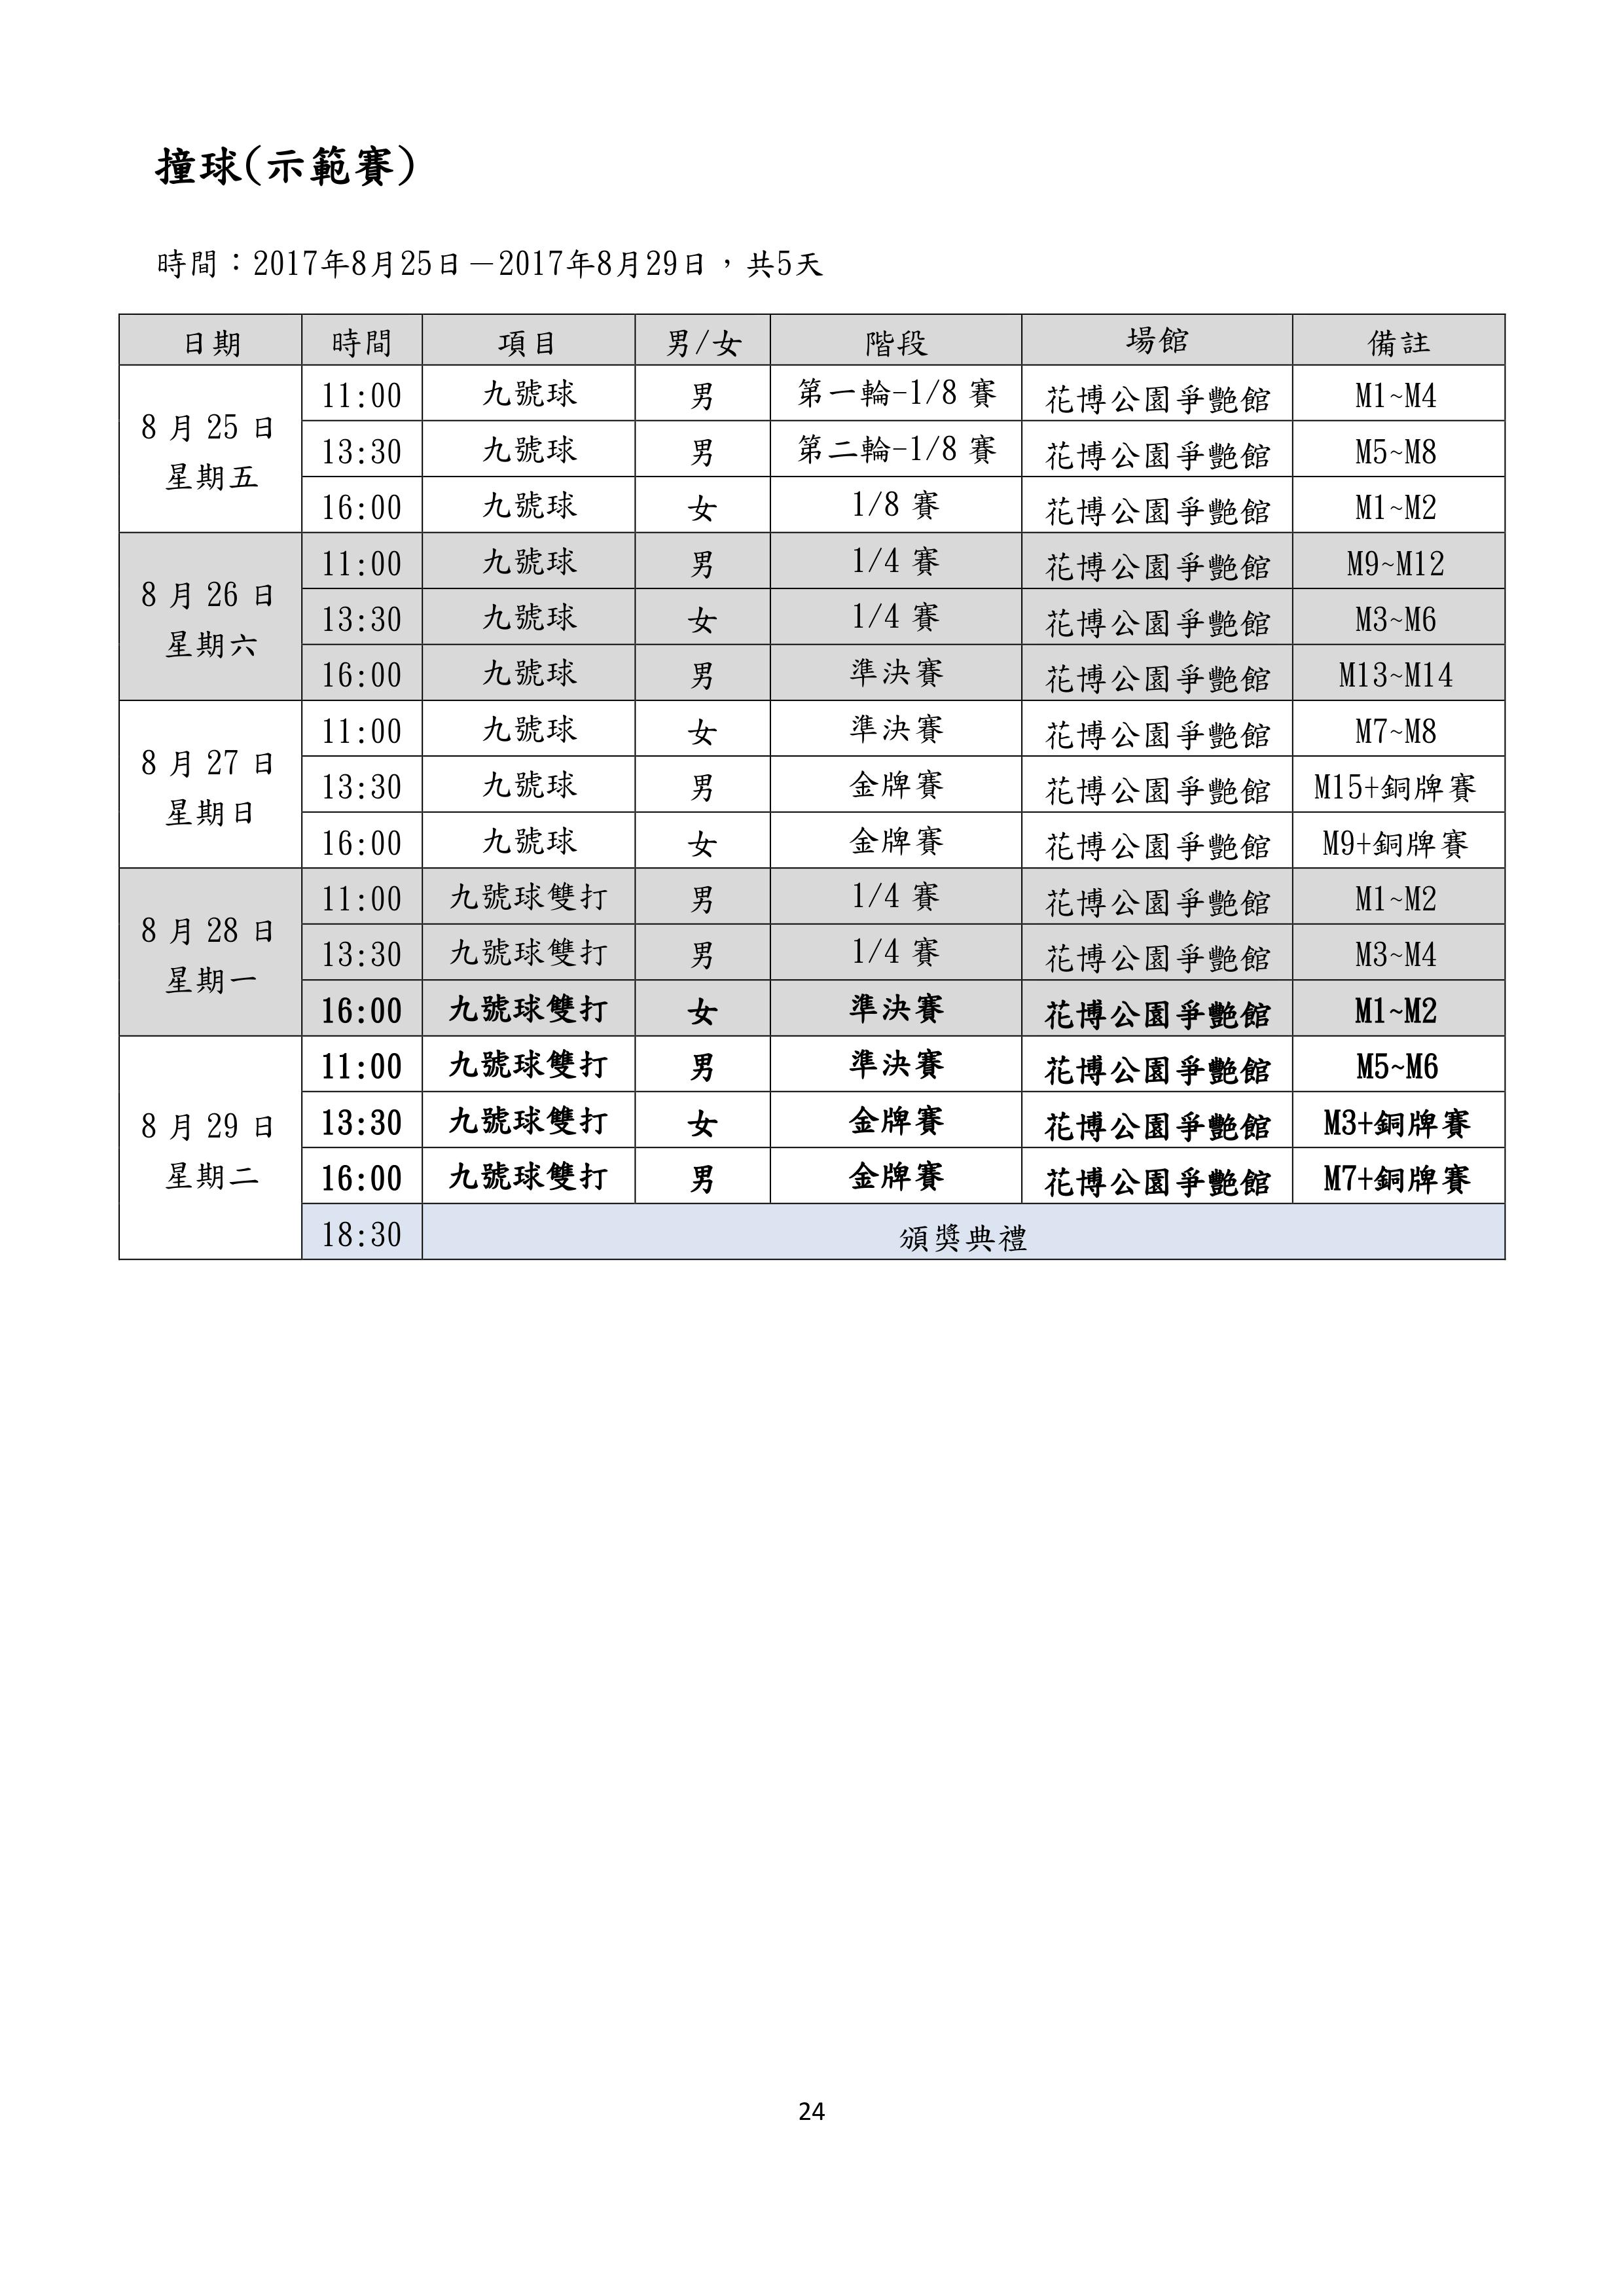 撞球(示範賽)
時間：2017年8月25日－2017年8月29日，共5天
日期 時間 項目 男/女 階段 場館 備註
8 月 25 日
星期五
11:00 九號球 男 第一輪-1/8 賽 花博公園爭艷館 M1~M4
13:30 九號球 男 第二輪-1/8 賽 花博公園爭艷館 M5~M8
16:00 九號球 女 1/8 賽 花博公園爭艷館 M1~M2
8 月 26 日
星期六
11:00 九號球 男 1/4 賽 花博公園爭艷館 M9~M12
13:30 九號球 女 1/4 賽 花博公園爭艷館 M3~M6
16:00 九號球 男 準決賽 花博公園爭艷館 M13~M14
8 月 27 日
星期日
11:00 九號球 女 準決賽 花博公園爭艷館 M7~M8
13:30 九號球 男 金牌賽 花博公園爭艷館 M15+銅牌賽
16:00 九號球 女 金牌賽 花博公園爭艷館 M9+銅牌賽
8 月 28 日
星期一
11:00 九號球雙打 男 1/4 賽 花博公園爭艷館 M1~M2
13:30 九號球雙打 男 1/4 賽 花博公園爭艷館 M3~M4
16:00 九號球雙打 女 準決賽 花博公園爭艷館 M1~M2
8 月 29 日
星期二
11:00 九號球雙打 男 準決賽 花博公園爭艷館 M5~M6
13:30 九號球雙打 女 金牌賽 花博公園爭艷館 M3+銅牌賽
16:00 九號球雙打 男 金牌賽 花博公園爭艷館 M7+銅牌賽
18:30 頒獎典禮
24